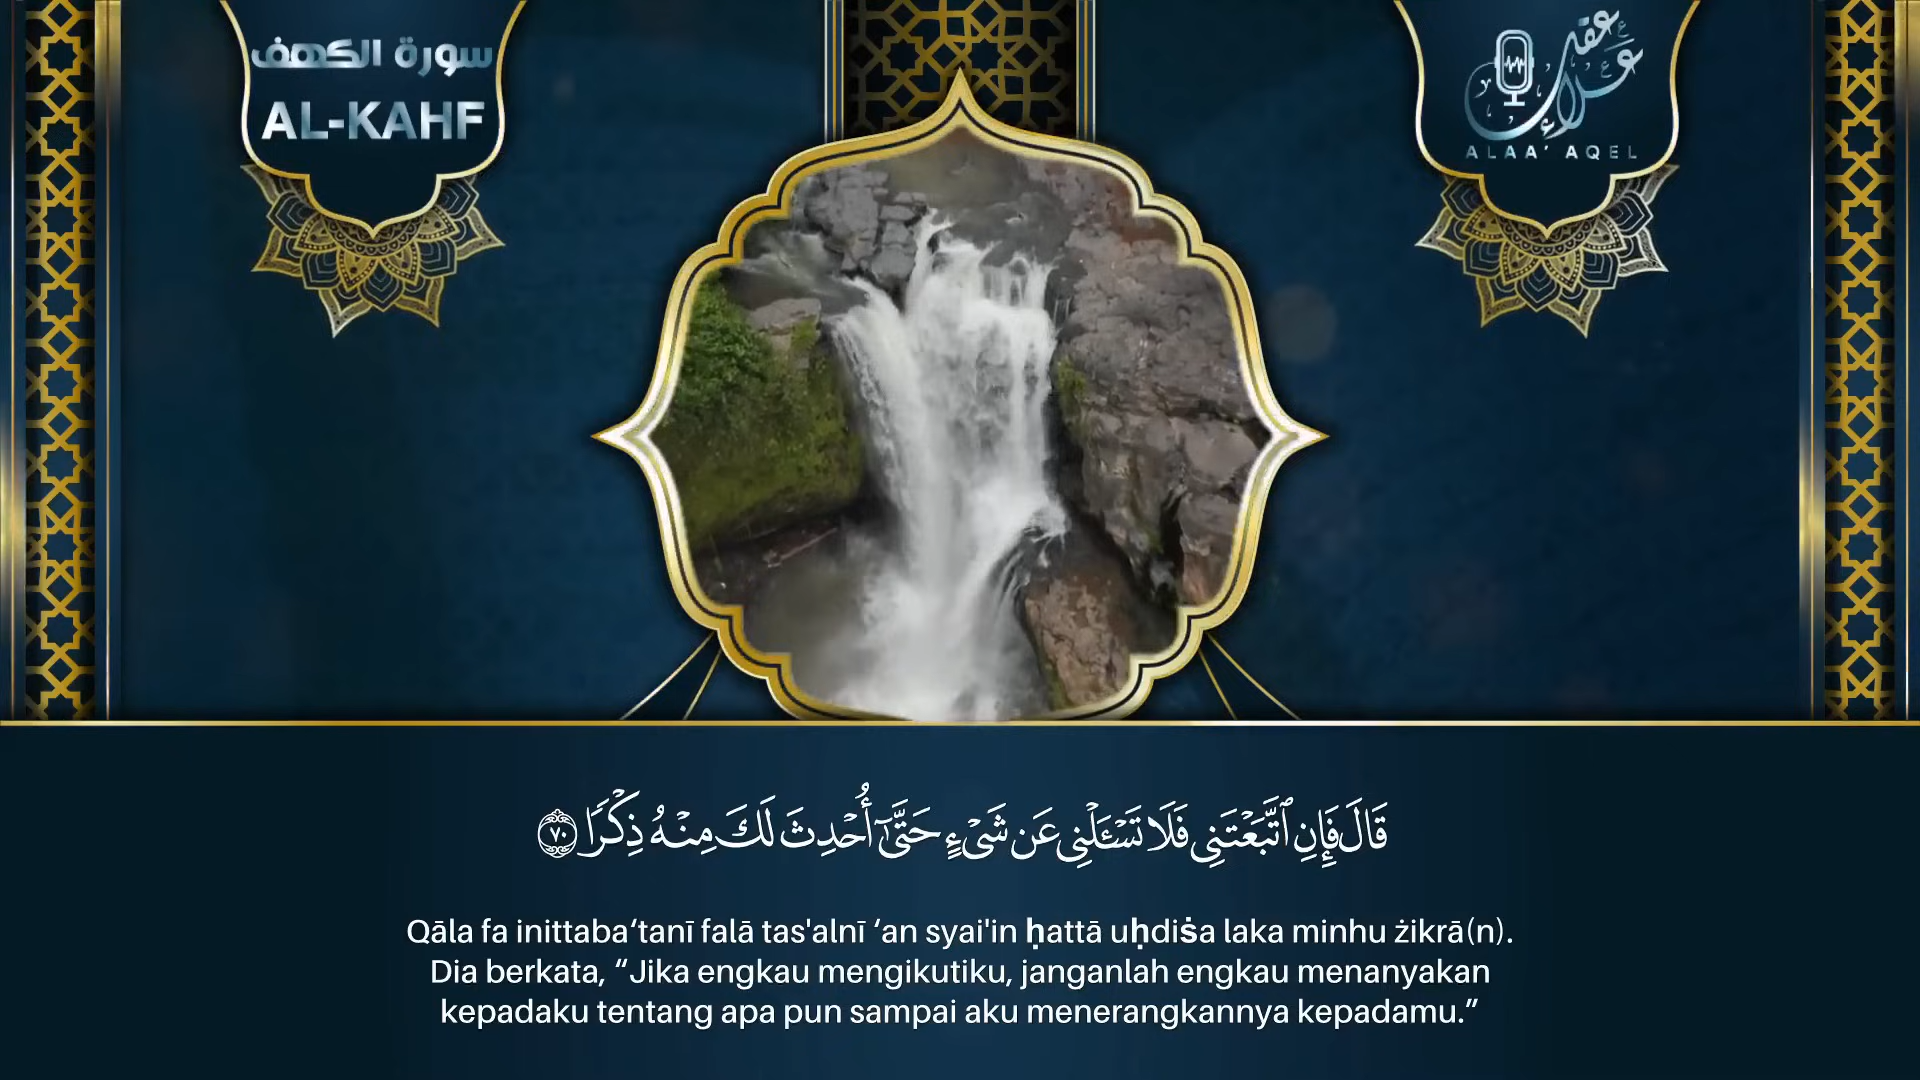 سورة الكهف
AL-KAHF
علاء عقل
ALAA' AQEL
قَالَ فَإِنِ ٱتَّبَعْتَنِى فَلَا تَسْـَٔلْنِى عَن شَىْءٍ حَتَّىٰٓ أُحْدِثَ لَكَ مِنْهُ ذِكْرًا ٧٠
Qāla fa inittaba‘tanī falā tas'alnī ‘an syai'in ḥattā uḥdiṡa laka minhu żikrā(n).
Dia berkata, “Jika engkau mengikutiku, janganlah engkau menanyakan
kepadaku tentang apa pun sampai aku menerangkannya kepadamu.”